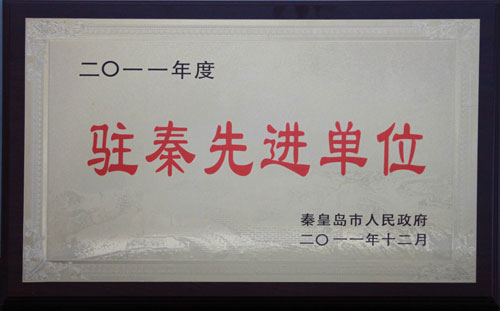 二〇一一年度
驻秦先进单位
秦皇岛市人民政府
二〇一一年十二月